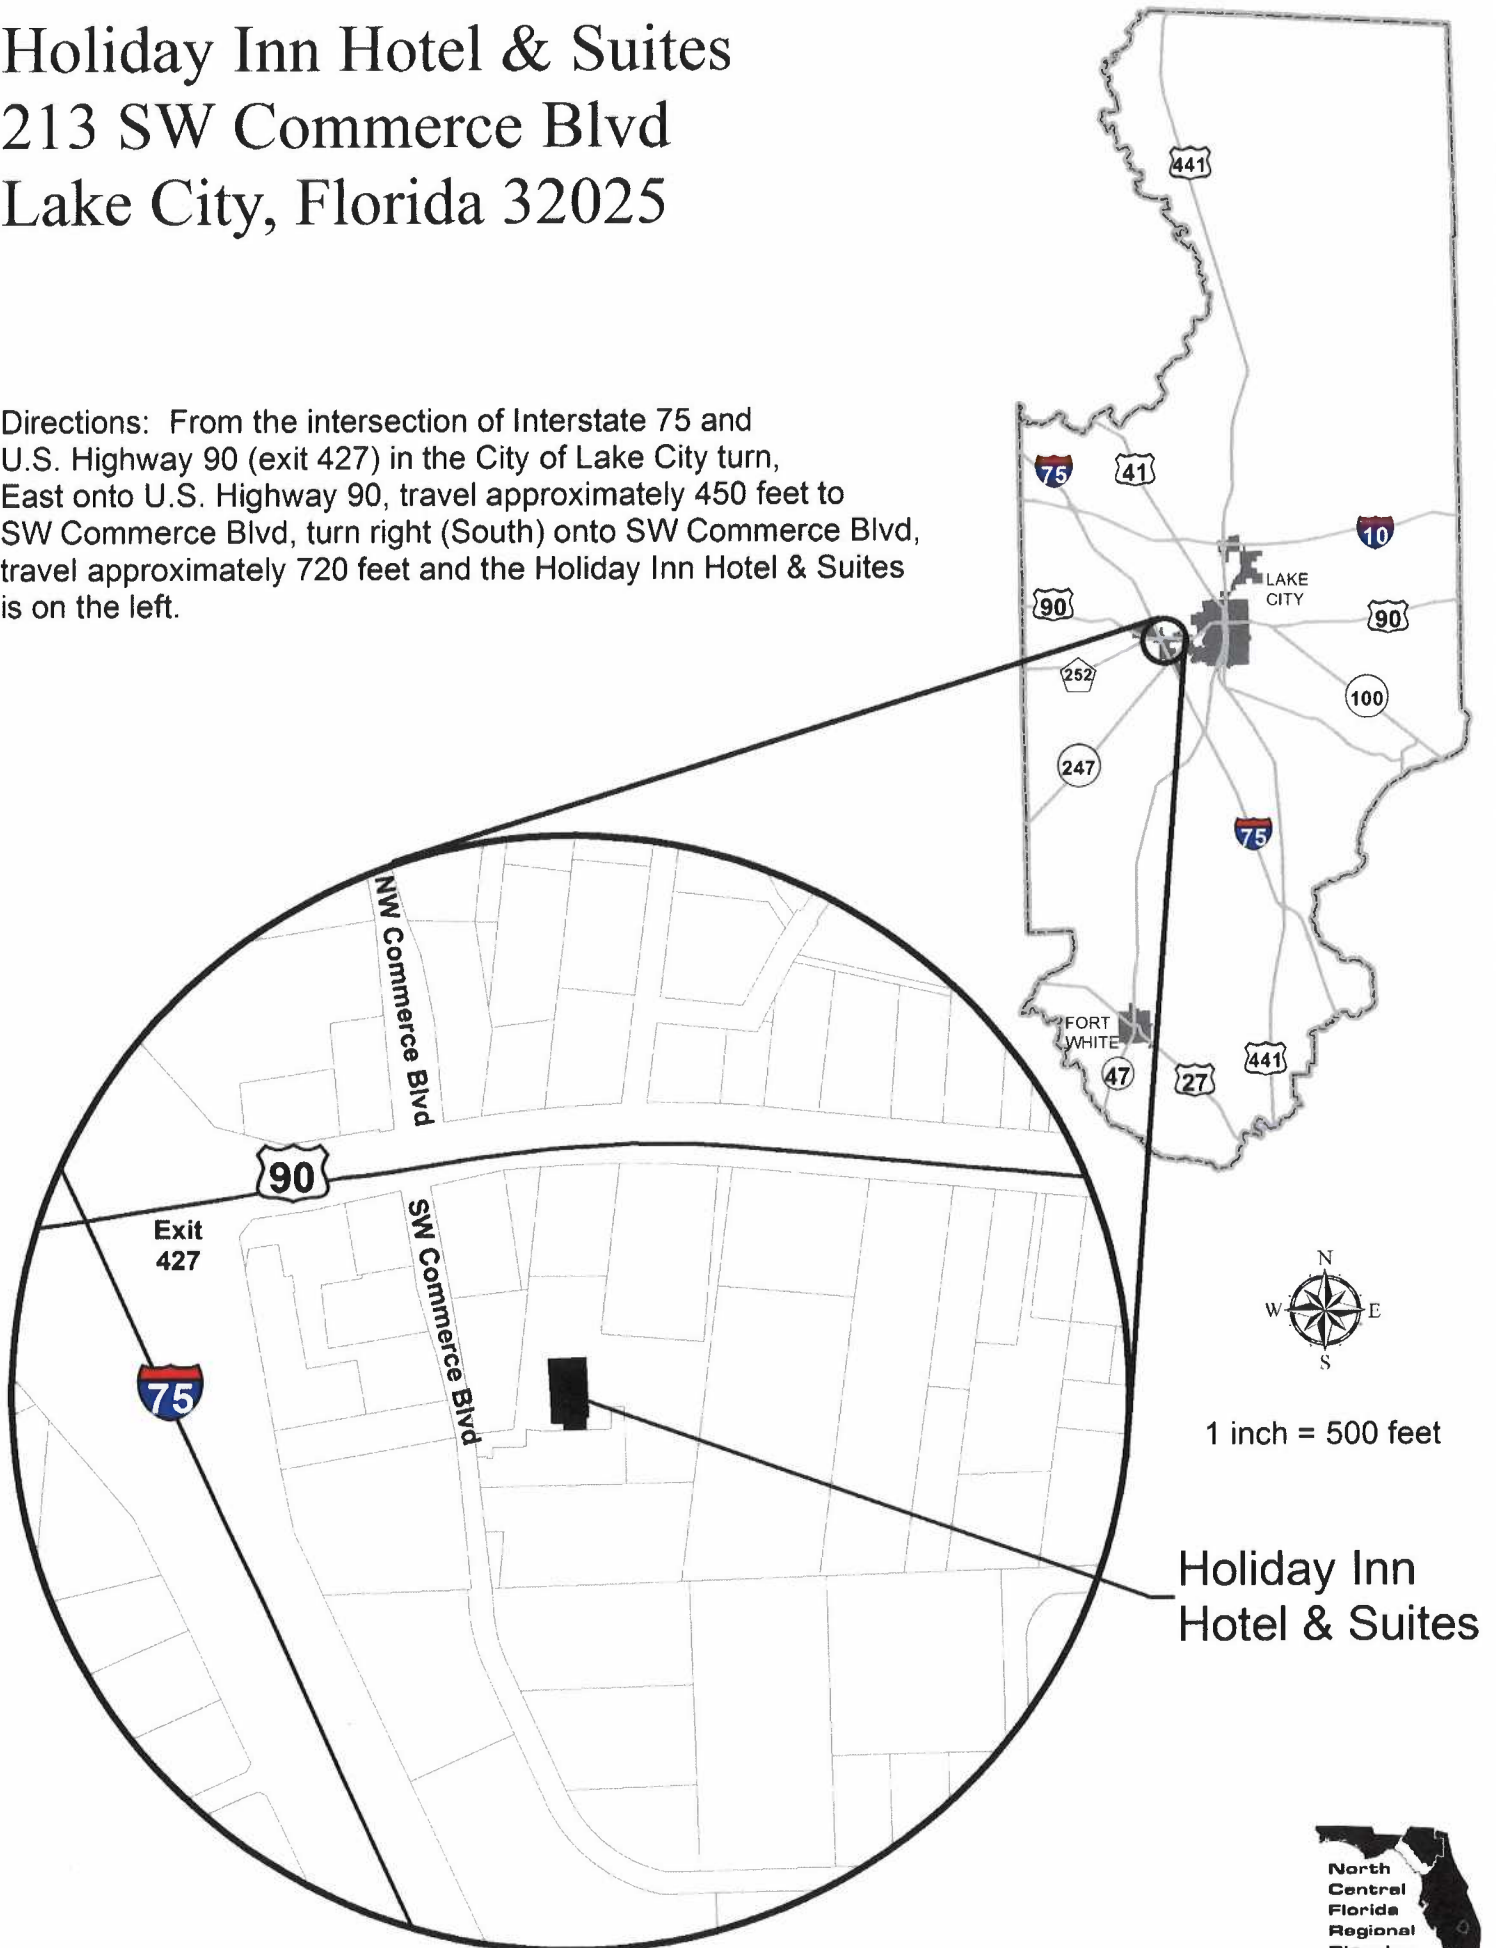 Holiday Inn Hotel & Suites
213 SW Commerce Blvd
Lake City, Florida 32025
Directions:  From the intersection of Interstate 75 and
U.S. Highway 90 (exit 427) in the City of Lake City turn,
East onto U.S. Highway 90, travel approximately 450 feet to
SW Commerce Blvd, turn right (South) onto SW Commerce Blvd,
travel approximately 720 feet and the Holiday Inn Hotel & Suites
is on the left.
441
75
41
10
LAKE
CITY
90
90
252
100
247
75
FORT
WHITE
47
27
441
NW Commerce Blvd
90
Exit
427
SW Commerce Blvd
75
N
W
E
S
1 inch = 500 feet
Holiday Inn
Hotel & Suites
North
Central
Florida
Regional